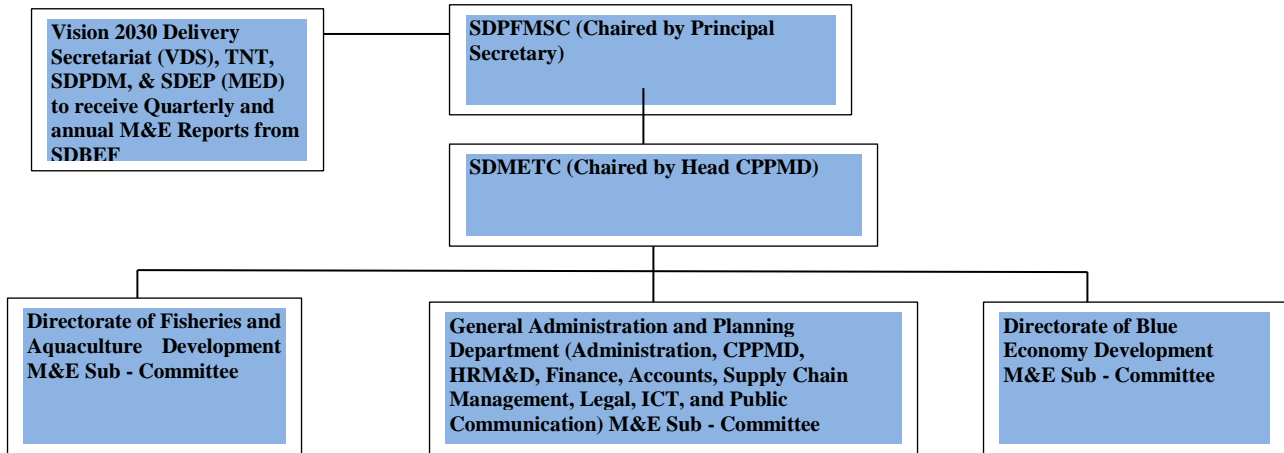 Vision 2030 Delivery
Secretariat (VDS), TNT,
SDPDM, & SDEP (MED)
to receive Quarterly and
annual M&E Reports from
SDBEF
SDPFMSC (Chaired by Principal
Secretary)
SDMETC (Chaired by Head CPPMD)
Directorate of Fisheries and
Aquaculture Development
M&E Sub - Committee
General Administration and Planning
Department (Administration, CPPMD,
HRM&D, Finance, Accounts, Supply Chain
Management, Legal, ICT, and Public
Communication) M&E Sub - Committee
Directorate of Blue
Economy Development
M&E Sub - Committee